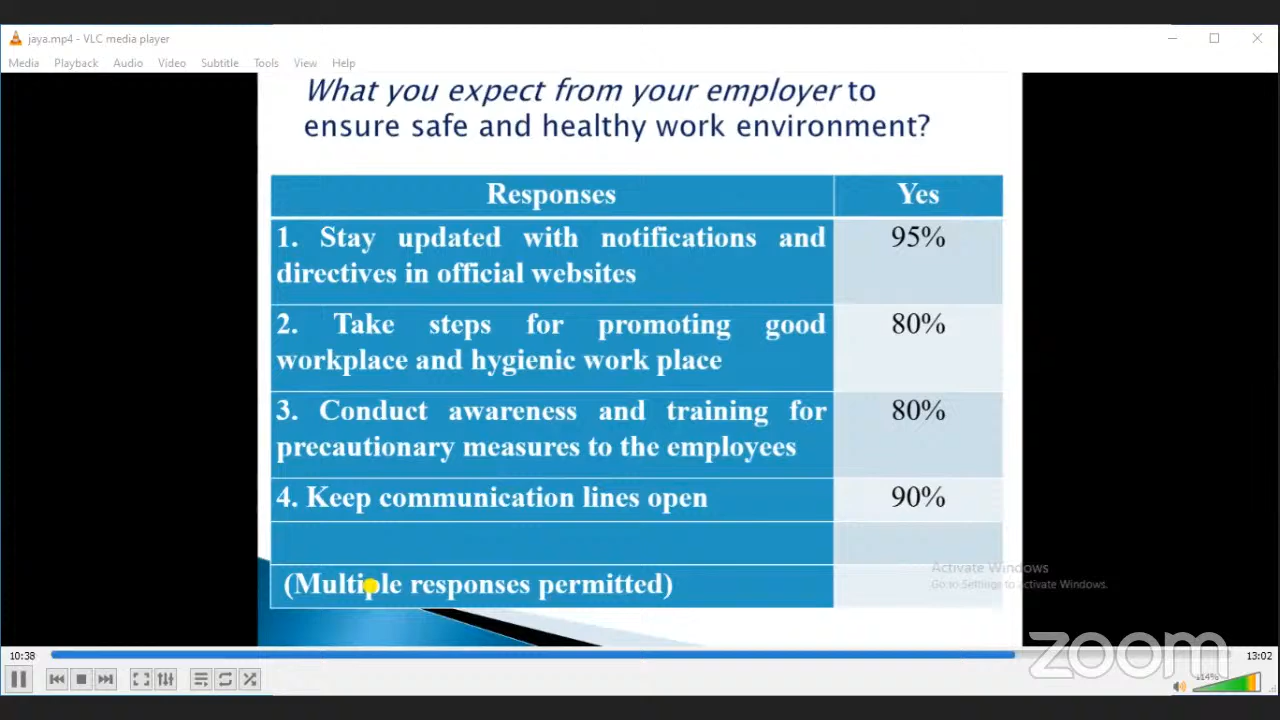 jaya.mp4 - VLC media player
Media Playback Audio Video Subtitle Tools View Help
What you expect from your employer to
ensure safe and healthy work environment?
Responses Yes
1. Stay updated with notifications and 95%
directives in official websites
2. Take steps for promoting good 80%
workplace and hygienic work place
3. Conduct awareness and training for 80%
precautionary measures to the employees
4. Keep communication lines open 90%
(Multiple responses permitted)
Activate Windows
Go to Settings to activate Windows.
10:38 13:02
zoom
114%